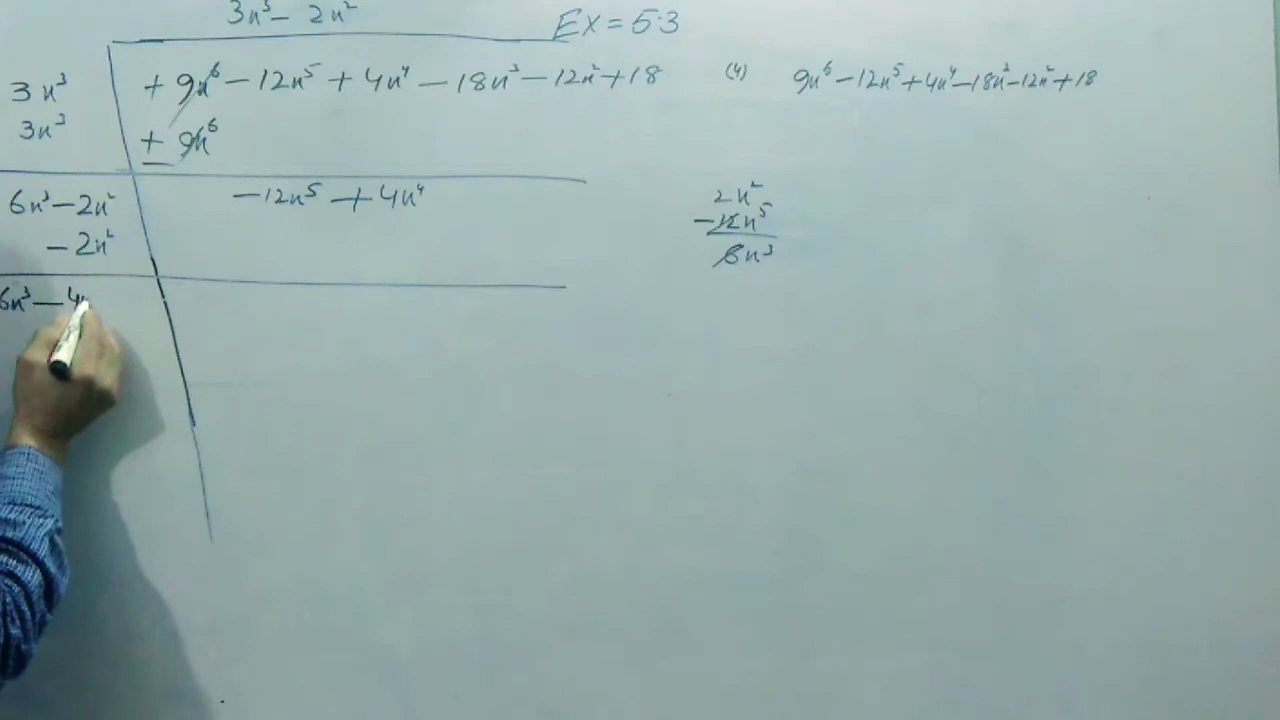 3x³ - 2x²
Ex = 5.3
3x³
+ 9x⁶ - 12x⁵ + 4x⁴ - 18x³ - 12x² + 18
3x³
± 9x⁶
6x³ - 2x²
- 12x⁵ + 4x⁴
- 2x²
6x³ - 4x
(4) 9x⁶ - 12x⁵ + 4x⁴ - 18x³ - 12x² + 18
2x²
- 12x⁵
6x³